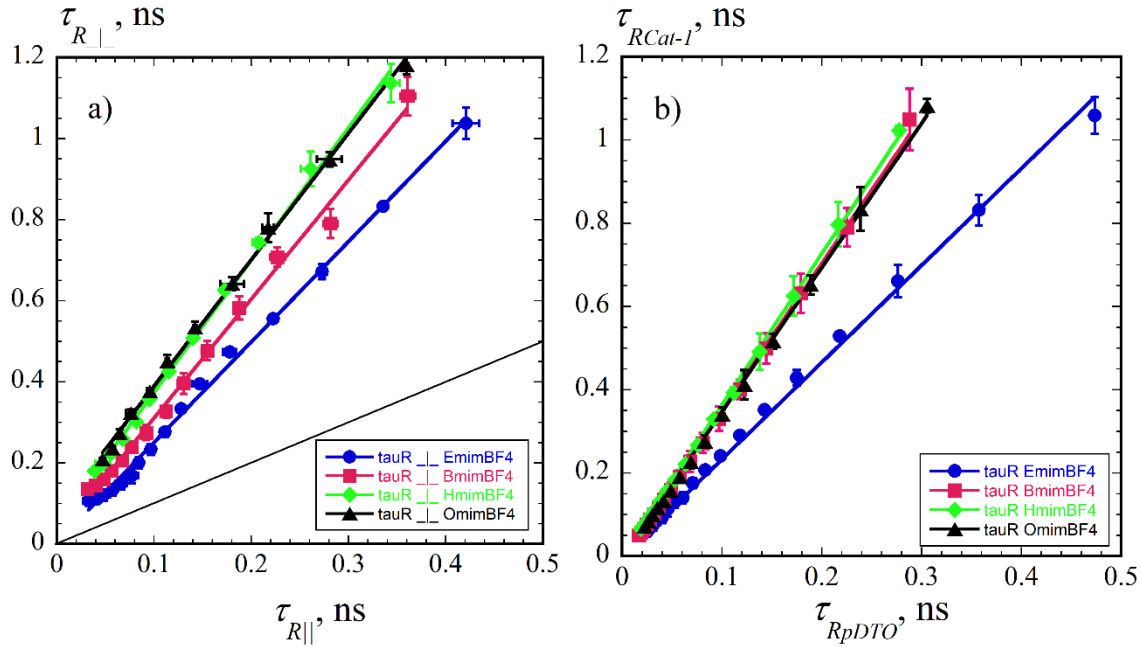 τR_|_, ns
a)
1.2
1
0.8
0.6
0.4
0.2
0
0.1
0.2
0.3
0.4
0.5
tauR _|_ EmimBF4
tauR _|_ BmimBF4
tauR _|_ HmimBF4
tauR _|_ OmimBF4
τR||, ns
τRCat-1, ns
b)
1.2
1
0.8
0.6
0.4
0.2
0
0
0.1
0.2
0.3
0.4
0.5
tauR EmimBF4
tauR BmimBF4
tauR HmimBF4
tauR OmimBF4
τRpDTO, ns